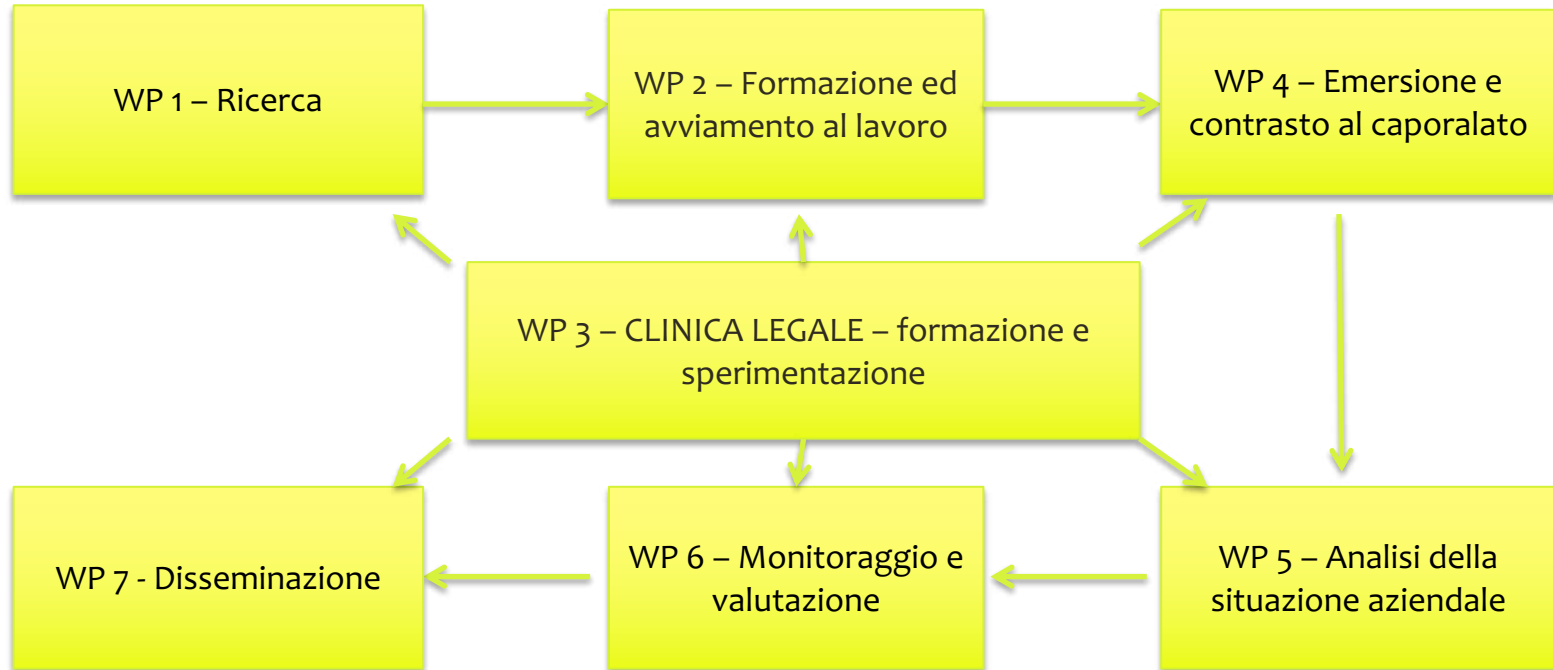 WP 1 – Ricerca
WP 2 – Formazione ed
avviamento al lavoro
WP 4 – Emersione e
contrasto al caporalato
WP 3 – CLINICA LEGALE – formazione e
sperimentazione
WP 7 - Disseminazione
WP 6 – Monitoraggio e
valutazione
WP 5 – Analisi della
situazione aziendale